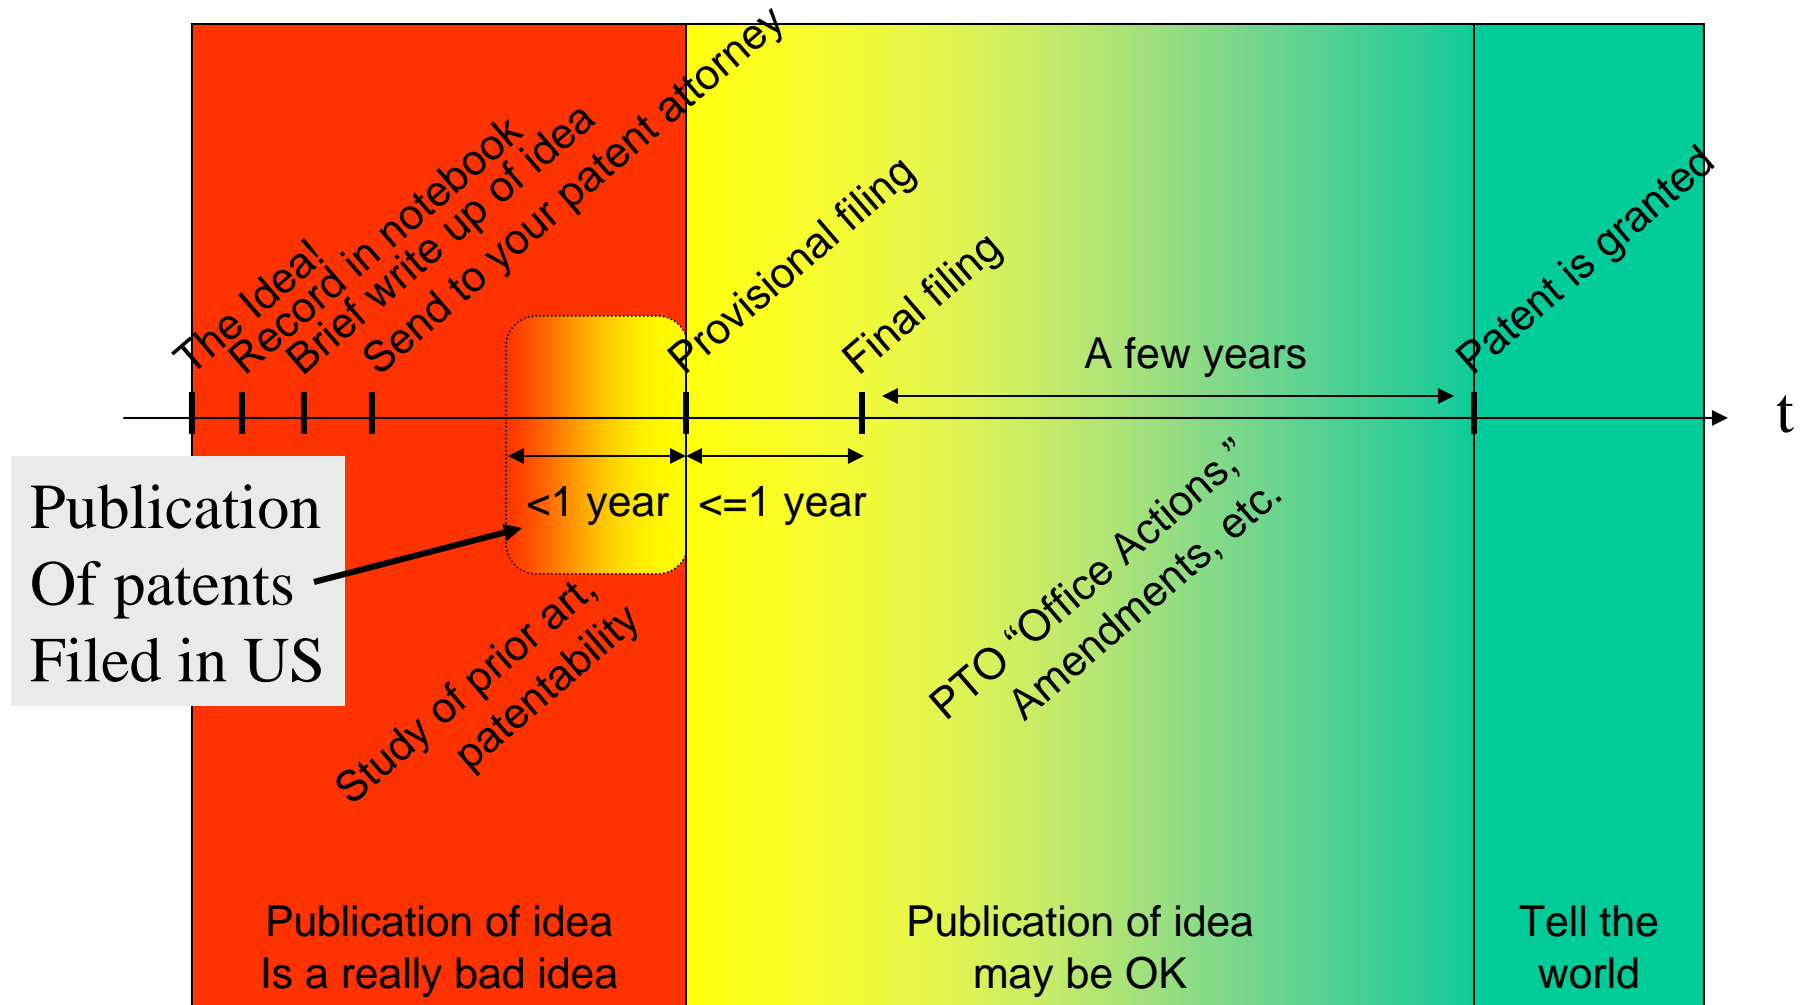 The Idea!
Record in notebook
Brief write up of idea
Send to your patent attorney
Provisional filing
Final filing
A few years
Patent is granted
t
<1 year
<=1 year
Publication
Of patents
Filed in US
Study of prior art,
patentability
PTO “Office Actions,”
Amendments, etc.
Publication of idea
Is a really bad idea
Publication of idea
may be OK
Tell the
world